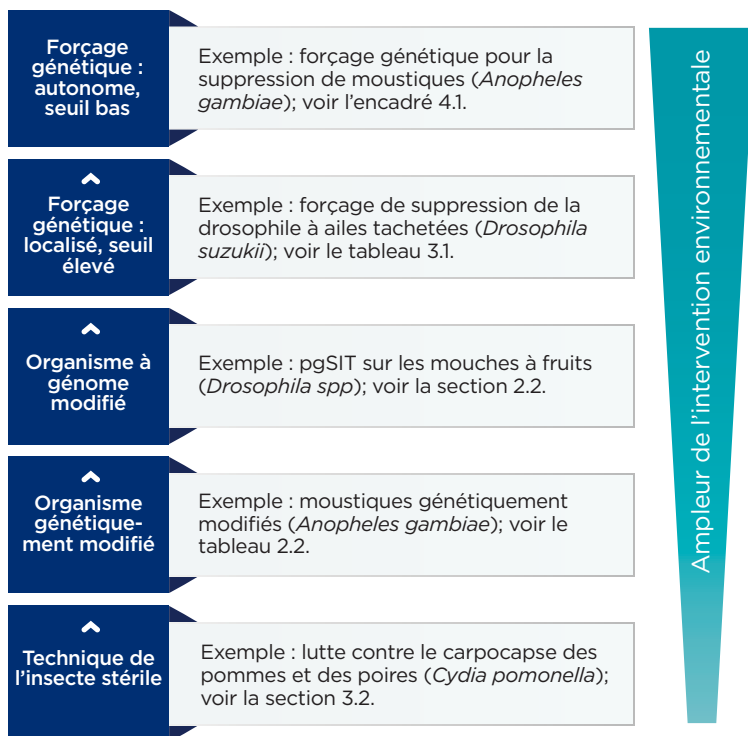 Forçage
génétique :
autonome,
seuil bas
Exemple : forçage génétique pour la
suppression de moustiques (Anopheles
gambiae); voir l'encadré 4.1.
Forçage
génétique :
localisé, seuil
élevé
Exemple : forçage de suppression de la
drosophile à ailes tachetées (Drosophila
suzukii); voir le tableau 3.1.
Organisme à
génome
modifié
Exemple : pgSIT sur les mouches à fruits
(Drosophila spp); voir la section 2.2.
Organisme
génétique-
ment modifié
Exemple : moustiques génétiquement
modifiés (Anopheles gambiae); voir le
tableau 2.2.
Technique de
l'insecte stérile
Exemple : lutte contre le carpocapse des
pommes et des poires (Cydia pomonella);
voir la section 3.2.
Ampleur de l'intervention environnementale